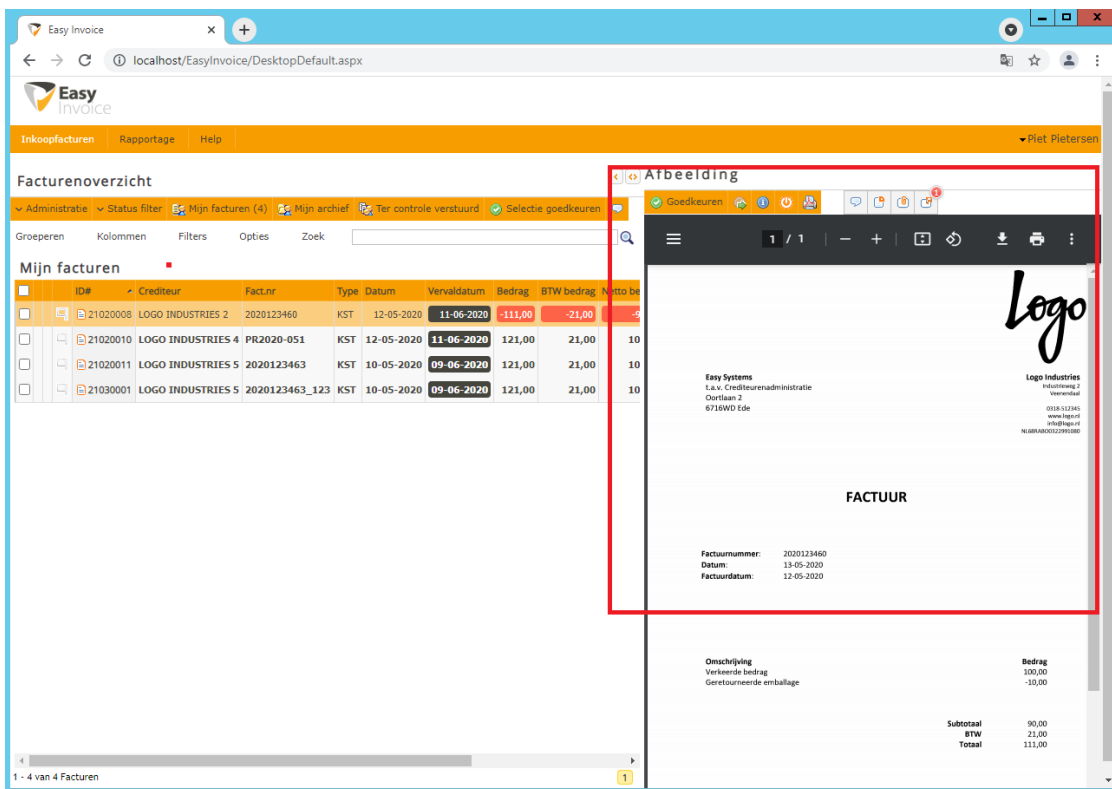 Easy Invoice
localhost/EasyInvoice/DesktopDefault.aspx
Easy
Invoice
Inkoopfacturen Rapportage Help Piet Pietersen
Facturenoverzicht
Administratie Status filter Mijn facturen (4) Mijn archief Ter controle verstuurd Selectie goedkeuren
Groeperen Kolommen Filters Opties Zoek
Mijn facturen
ID# Crediteur Fact.nr Type Datum Vervaldatum Bedrag BTW bedrag Netto be
21020008 LOGO INDUSTRIES 2 2020123460 KST 12-05-2020 11-06-2020 -111,00 -21,00 -9
21020010 LOGO INDUSTRIES 4 PR2020-051 KST 12-05-2020 11-06-2020 121,00 21,00 10
21020011 LOGO INDUSTRIES 5 2020123463 KST 10-05-2020 09-06-2020 121,00 21,00 10
21030001 LOGO INDUSTRIES 5 2020123463_123 KST 10-05-2020 09-06-2020 121,00 21,00 10
1 - 4 van 4 Facturen 1
Afbeelding
Goedkeuren 1
1 / 1
Logo
Easy Systems
t.a.v. Crediteurenadministratie
Oortlaan 2
6716WD Ede
Logo Industries
Industrieweg 2
Veenendaal
0318-512345
www.logo.nl
info@logo.nl
NL68RABO0322991080
FACTUUR
Factuurnummer: 2020123460
Datum: 13-05-2020
Factuurdatum: 12-05-2020
Omschrijving Bedrag
Verkeerde bedrag 100,00
Geretourneerde emballage -10,00
Subtotaal 90,00
BTW 21,00
Totaal 111,00